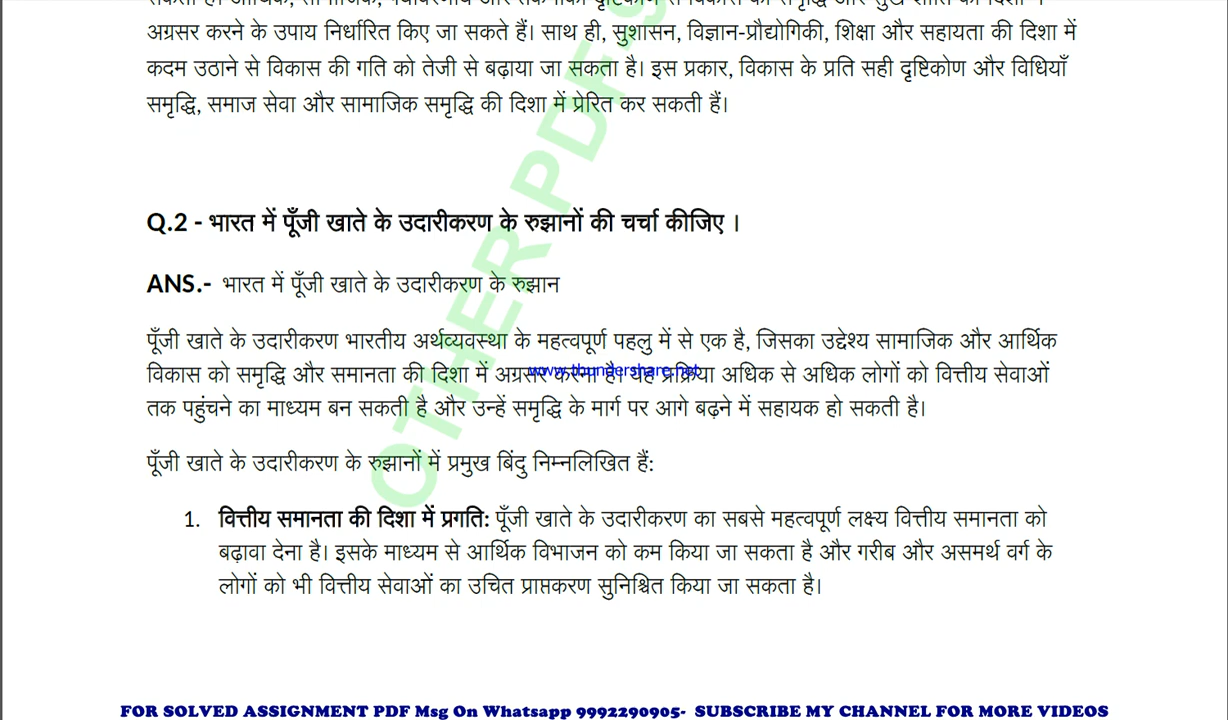 अग्रसर करने के उपाय निर्धारित किए जा सकते हैं। साथ ही, सुशासन, विज्ञान-प्रौद्योगिकी, शिक्षा और सहायता की दिशा में
कदम उठाने से विकास की गति को तेजी से बढ़ाया जा सकता है। इस प्रकार, विकास के प्रति सही दृष्टिकोण और विधियाँ
समृद्धि, समाज सेवा और सामाजिक समृद्धि की दिशा में प्रेरित कर सकती हैं।
Q.2 - भारत में पूँजी खाते के उदारीकरण के रुझानों की चर्चा कीजिए ।
ANS.- भारत में पूँजी खाते के उदारीकरण के रुझान
पूँजी खाते के उदारीकरण भारतीय अर्थव्यवस्था के महत्वपूर्ण पहलु में से एक है, जिसका उद्देश्य सामाजिक और आर्थिक
विकास को समृद्धि और समानता की दिशा में अग्रसर करना है। यह प्रक्रिया अधिक से अधिक लोगों को वित्तीय सेवाओं
www.thundershare.net
तक पहुंचने का माध्यम बन सकती है और उन्हें समृद्धि के मार्ग पर आगे बढ़ने में सहायक हो सकती है।
पूँजी खाते के उदारीकरण के रुझानों में प्रमुख बिंदु निम्नलिखित हैं:
1. वित्तीय समानता की दिशा में प्रगति: पूँजी खाते के उदारीकरण का सबसे महत्वपूर्ण लक्ष्य वित्तीय समानता को
बढ़ावा देना है। इसके माध्यम से आर्थिक विभाजन को कम किया जा सकता है और गरीब और असमर्थ वर्ग के
लोगों को भी वित्तीय सेवाओं का उचित प्राप्तकरण सुनिश्चित किया जा सकता है।
OTHER PDF
FOR SOLVED ASSIGNMENT PDF Msg On Whatsapp 9992290905- SUBSCRIBE MY CHANNEL FOR MORE VIDEOS